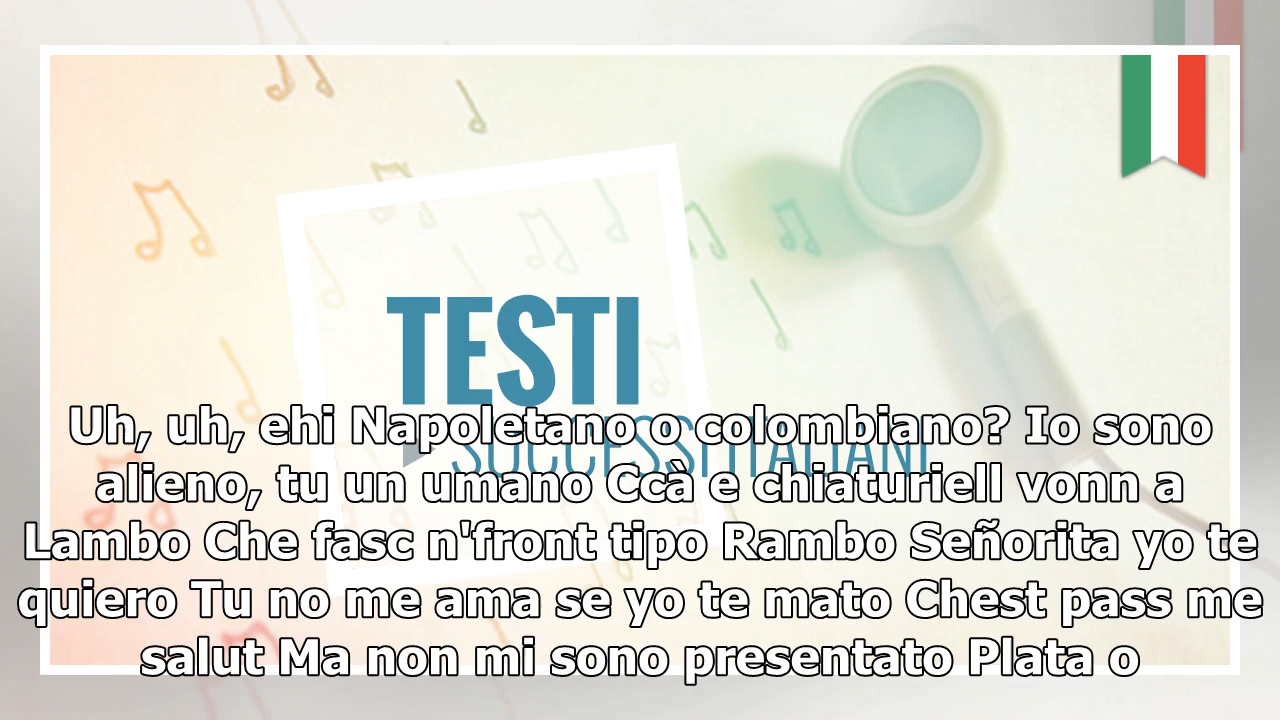 TESTI
SUCCESSI ITALIANI
Uh, uh, ehi Napoletano o colombiano? Io sono
alieno, tu un umano Ccà e chiaturiell vonn a
Lambo Che fasc n'front tipo Rambo Señorita yo te
quiero Tu no me ama se yo te mato Chest pass me
salut Ma non mi sono presentato Plata o